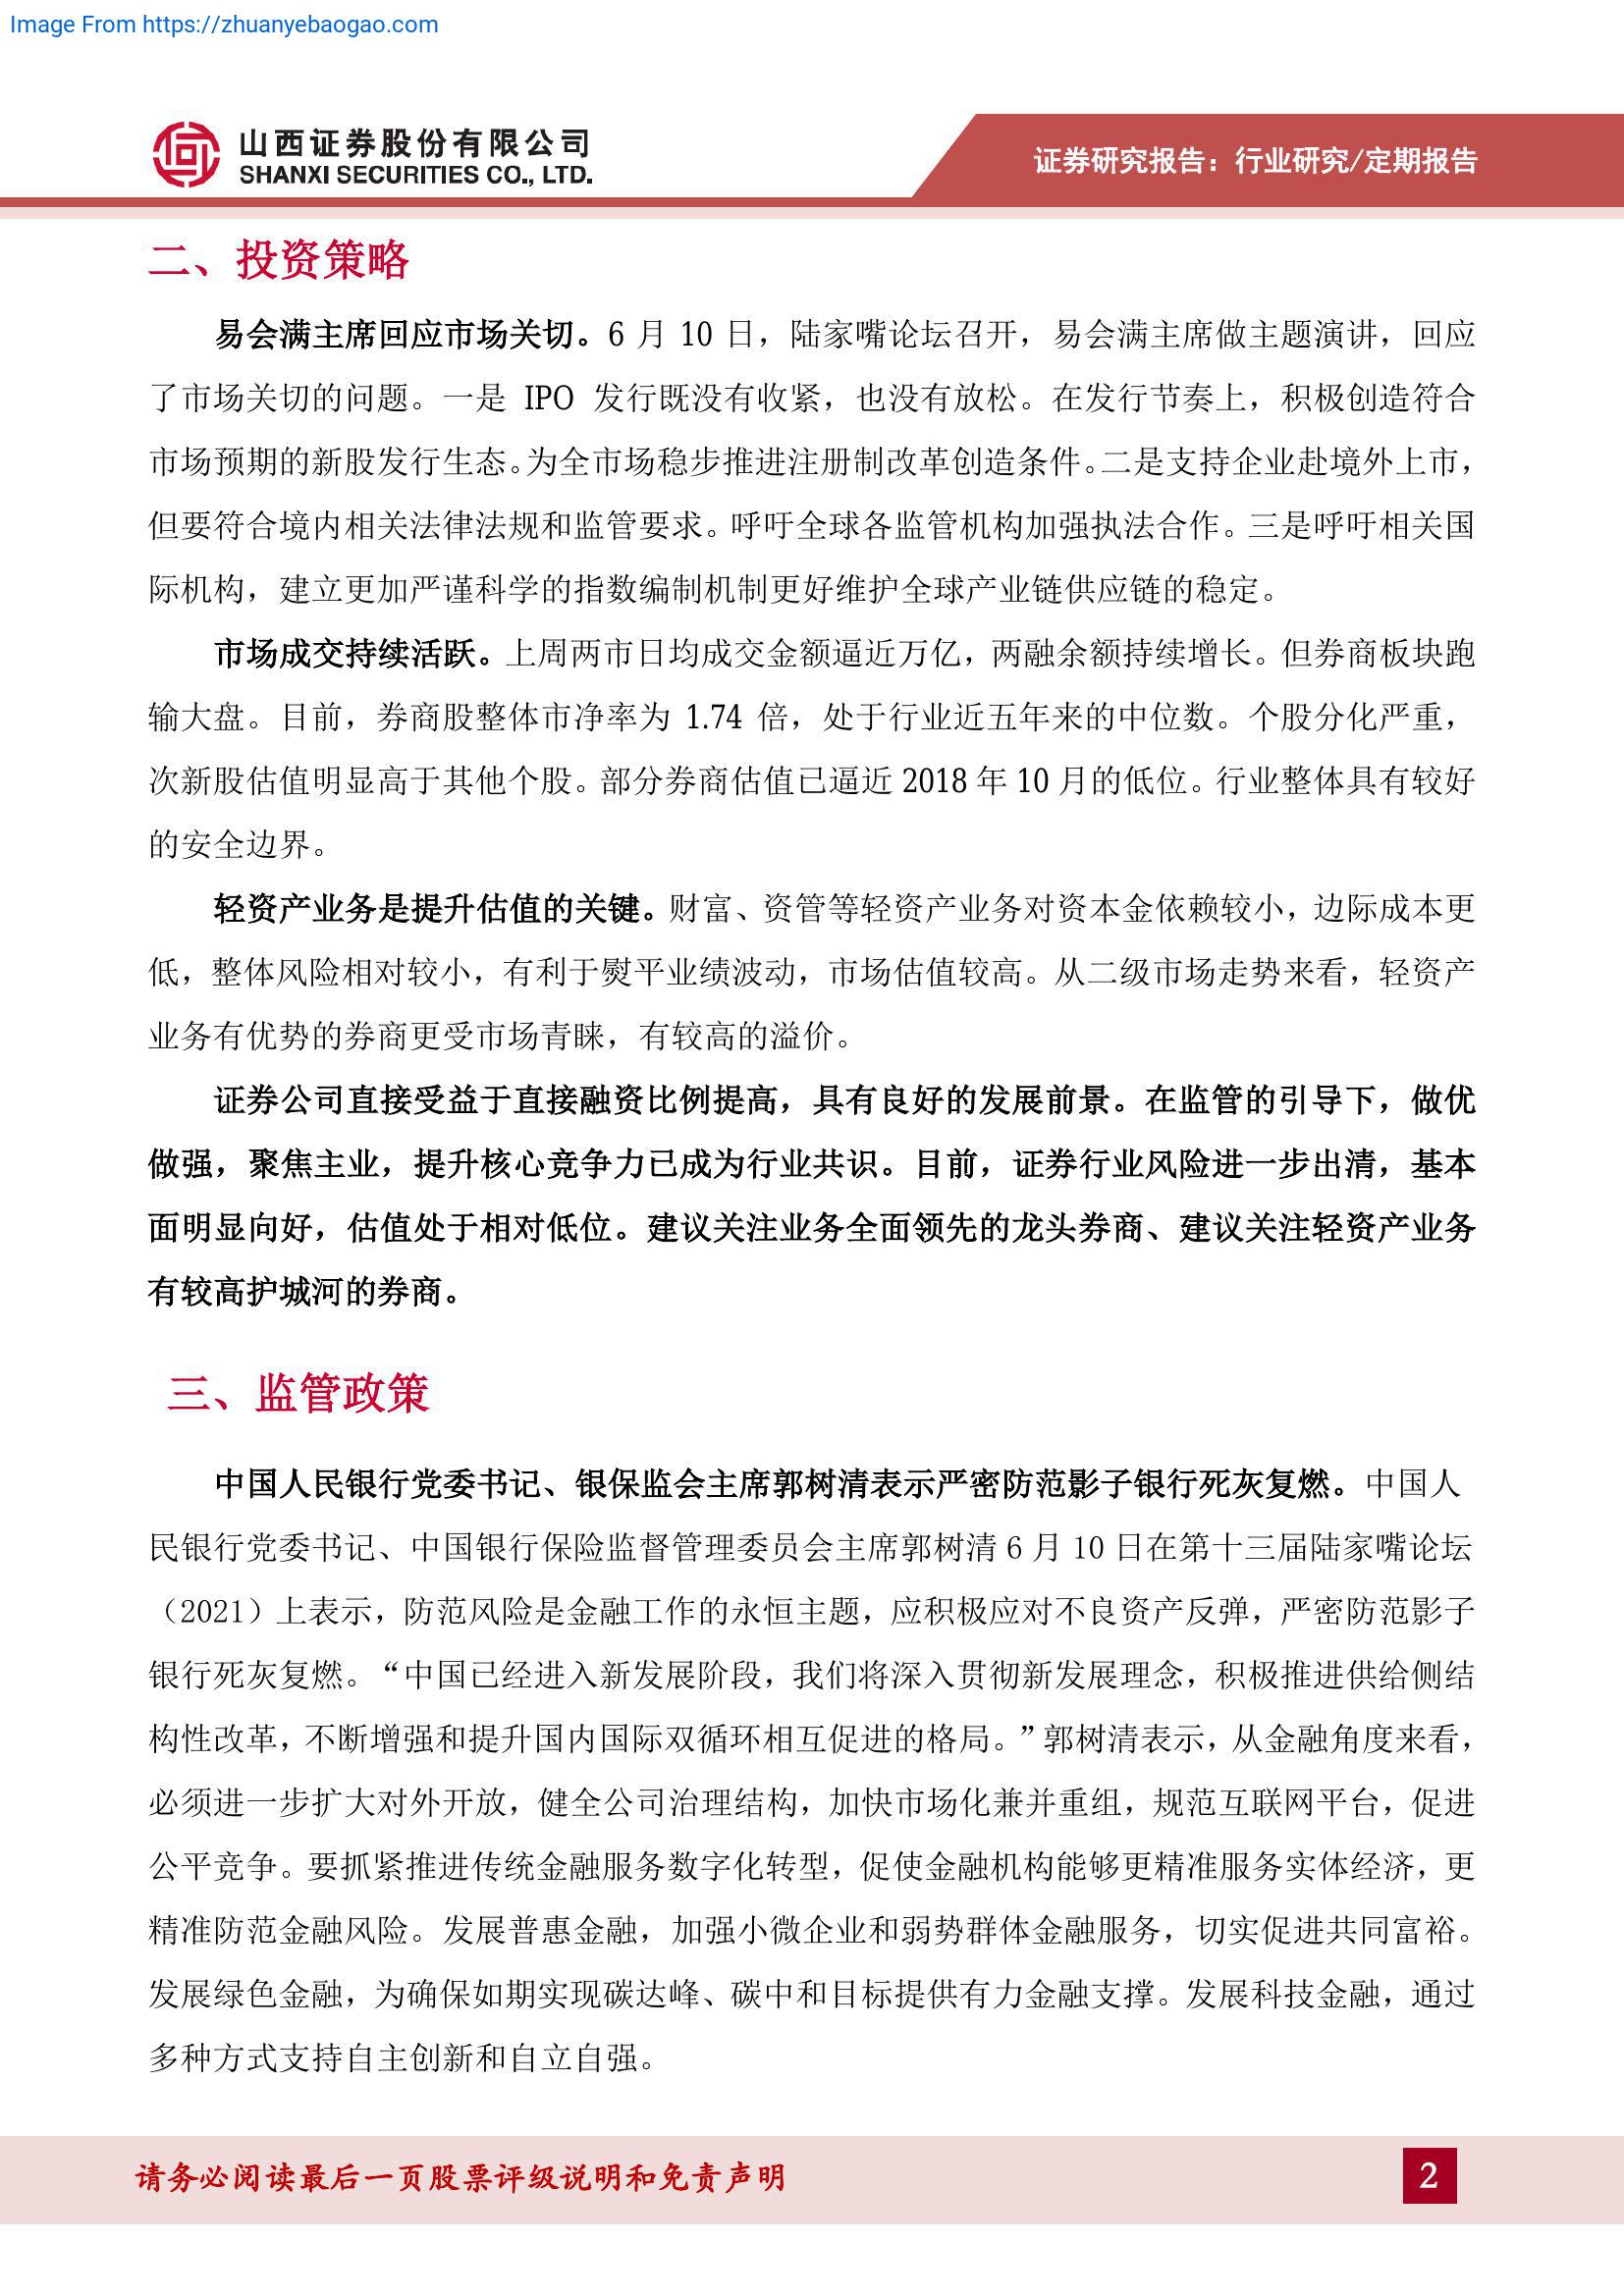 Image From https://zhuanyebaogao.com
山西证券股份有限公司
SHANXI SECURITIES CO., LTD.
证券研究报告：行业研究/定期报告
二、投资策略
易会满主席回应市场关切。6 月 10 日，陆家嘴论坛召开，易会满主席做主题演讲，回应
了市场关切的问题。一是 IPO 发行既没有收紧，也没有放松。在发行节奏上，积极创造符合
市场预期的新股发行生态。为全市场稳步推进注册制改革创造条件。二是支持企业赴境外上市，
但要符合境内相关法律法规和监管要求。呼吁全球各监管机构加强执法合作。三是呼吁相关国
际机构，建立更加严谨科学的指数编制机制更好维护全球产业链供应链的稳定。
市场成交持续活跃。上周两市日均成交金额逼近万亿，两融余额持续增长。但券商板块跑
输大盘。目前，券商股整体市净率为 1.74 倍，处于行业近五年来的中位数。个股分化严重，
次新股估值明显高于其他个股。部分券商估值已逼近 2018 年 10 月的低位。行业整体具有较好
的安全边界。
轻资产业务是提升估值的关键。财富、资管等轻资产业务对资本金依赖较小，边际成本更
低，整体风险相对较小，有利于熨平业绩波动，市场估值较高。从二级市场走势来看，轻资产
业务有优势的券商更受市场青睐，有较高的溢价。
证券公司直接受益于直接融资比例提高，具有良好的发展前景。在监管的引导下，做优
做强，聚焦主业，提升核心竞争力已成为行业共识。目前，证券行业风险进一步出清，基本
面明显向好，估值处于相对低位。建议关注业务全面领先的龙头券商、建议关注轻资产业务
有较高护城河的券商。
三、监管政策
中国人民银行党委书记、银保监会主席郭树清表示严密防范影子银行死灰复燃。中国人
民银行党委书记、中国银行保险监督管理委员会主席郭树清 6 月 10 日在第十三届陆家嘴论坛
（2021）上表示，防范风险是金融工作的永恒主题，应积极应对不良资产反弹，严密防范影子
银行死灰复燃。“中国已经进入新发展阶段，我们将深入贯彻新发展理念，积极推进供给侧结
构性改革，不断增强和提升国内国际双循环相互促进的格局。”郭树清表示，从金融角度来看，
必须进一步扩大对外开放，健全公司治理结构，加快市场化兼并重组，规范互联网平台，促进
公平竞争。要抓紧推进传统金融服务数字化转型，促使金融机构能够更精准服务实体经济，更
精准防范金融风险。发展普惠金融，加强小微企业和弱势群体金融服务，切实促进共同富裕。
发展绿色金融，为确保如期实现碳达峰、碳中和目标提供有力金融支撑。发展科技金融，通过
多种方式支持自主创新和自立自强。
请务必阅读最后一页股票评级说明和免责声明
2